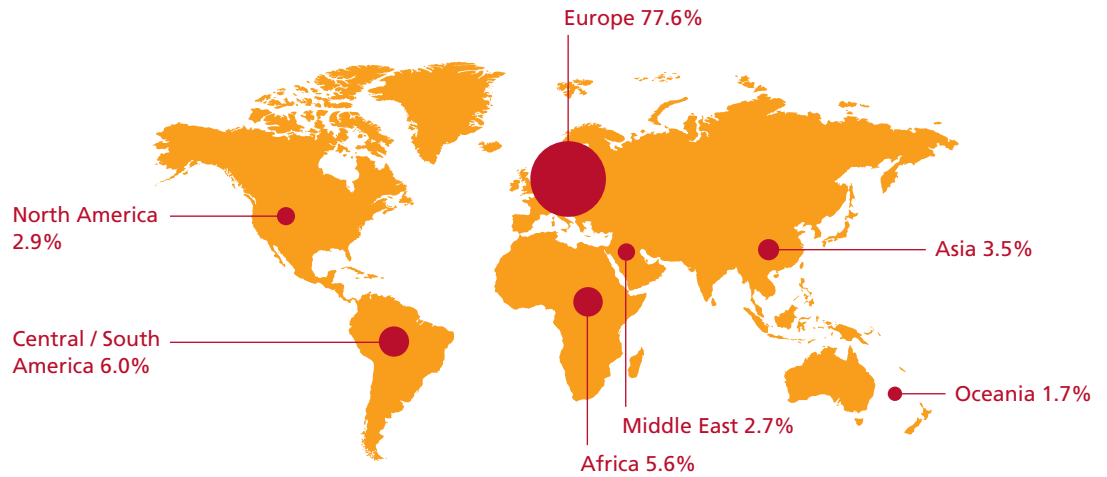 Europe 77.6%
North America
2.9%
Asia 3.5%
Central / South
America 6.0%
Oceania 1.7%
Middle East 2.7%
Africa 5.6%